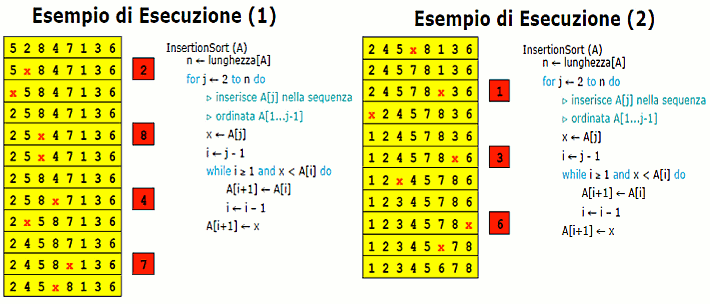 Esempio di Esecuzione (1)
5 2 8 4 7 1 3 6
5 x 8 4 7 1 3 6
x 5 8 4 7 1 3 6
2 5 8 4 7 1 3 6
2 5 x 4 7 1 3 6
2 5 x 4 7 1 3 6
2 5 8 4 7 1 3 6
2 5 8 x 7 1 3 6
2 x 5 8 7 1 3 6
2 4 5 8 7 1 3 6
2 4 5 8 x 1 3 6
2 4 5 x 8 1 3 6
2
8
4
7
InsertionSort (A)
n ← lunghezza[A]
for j ← 2 to n do
▹ inserisce A[j] nella sequenza
▹ ordinata A[1...j-1]
x ← A[j]
i ← j - 1
while i ≥ 1 and x < A[i] do
A[i+1] ← A[i]
i ← i – 1
A[i+1] ← x
Esempio di Esecuzione (2)
2 4 5 x 8 1 3 6
2 4 5 7 8 1 3 6
2 4 5 7 8 x 3 6
x 2 4 5 7 8 3 6
1 2 4 5 7 8 3 6
1 2 4 5 7 8 x 6
1 2 x 4 5 7 8 6
1 2 3 4 5 7 8 6
1 2 3 4 5 7 8 x
1 2 3 4 5 x 7 8
1 2 3 4 5 6 7 8
1
3
6
InsertionSort (A)
n ← lunghezza[A]
for j ← 2 to n do
▹ inserisce A[j] nella sequenza
▹ ordinata A[1...j-1]
x ← A[j]
i ← j - 1
while i ≥ 1 and x < A[i] do
A[i+1] ← A[i]
i ← i – 1
A[i+1] ← x